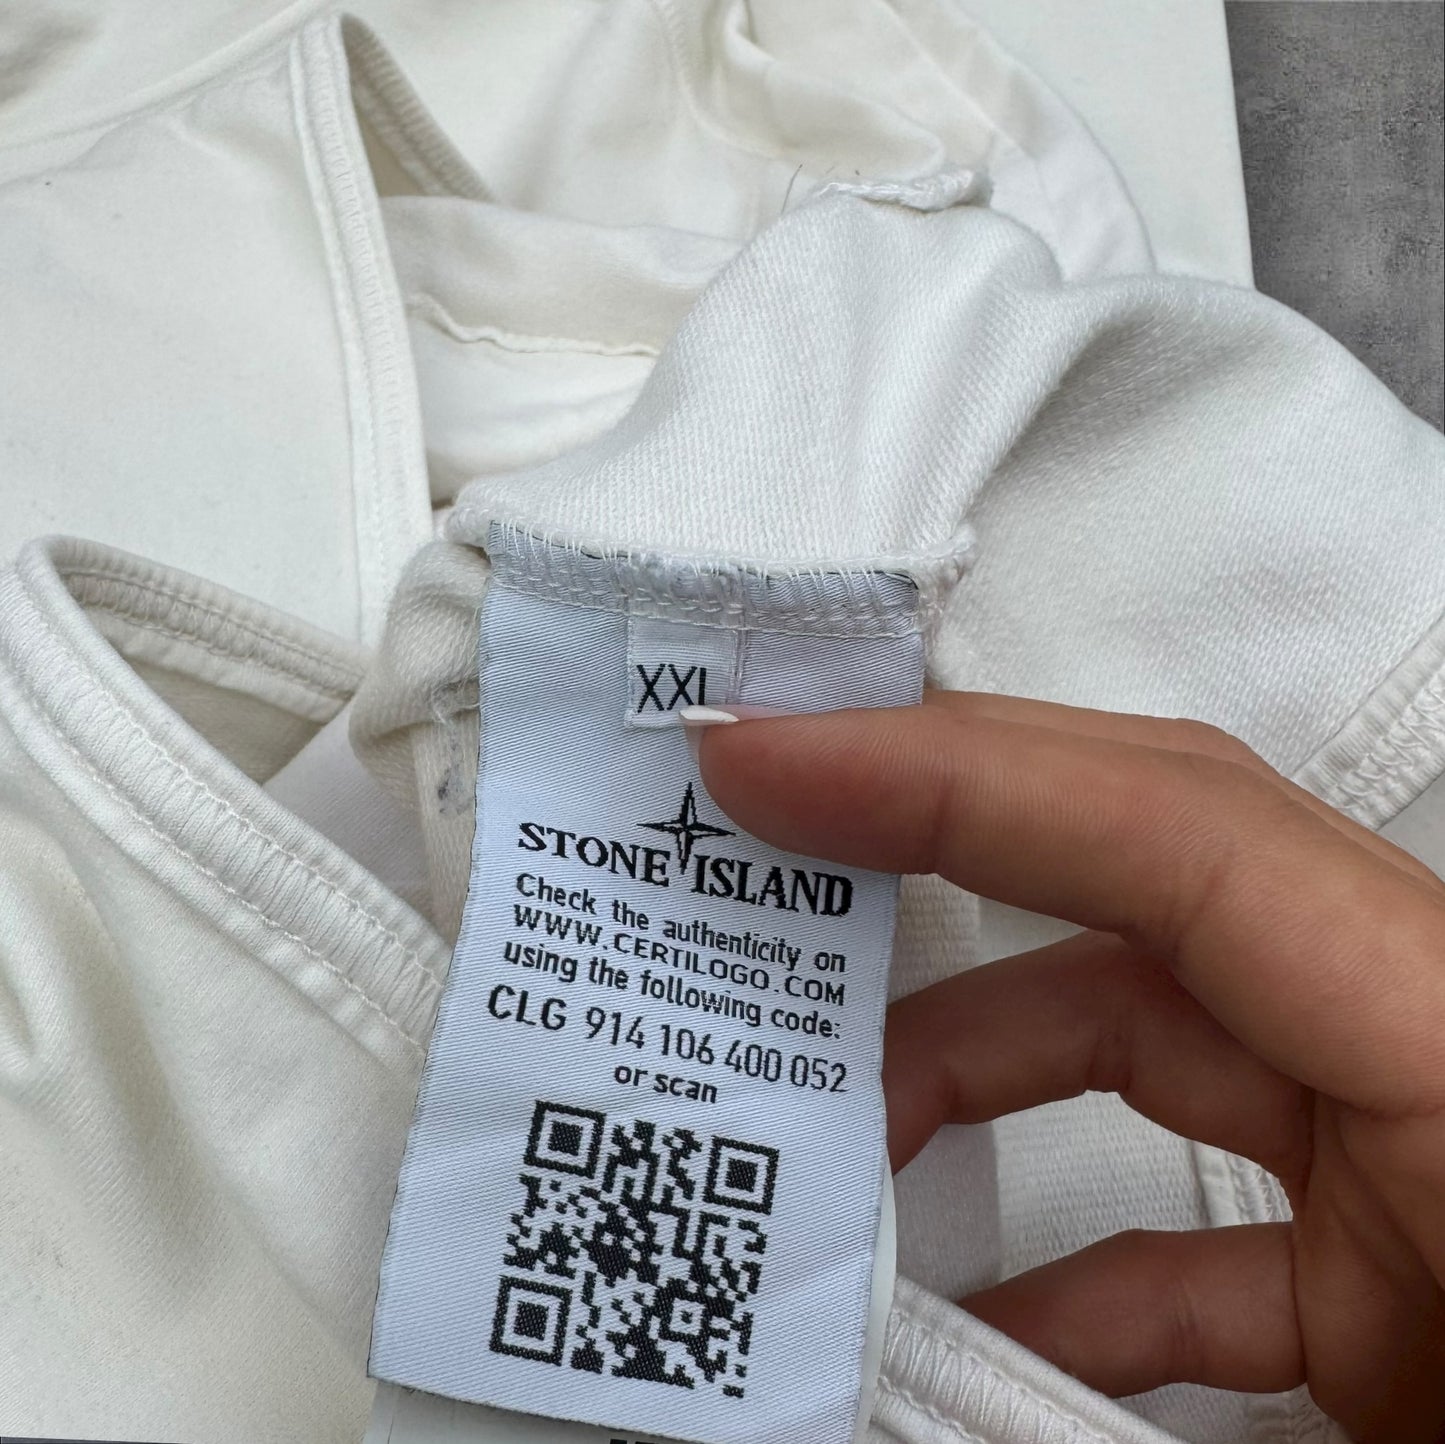 XXL
STONE ISLAND
Check the authenticity on
WWW.CERTILOGO.COM
using the following code:
CLG 914 106 400 052
or scan